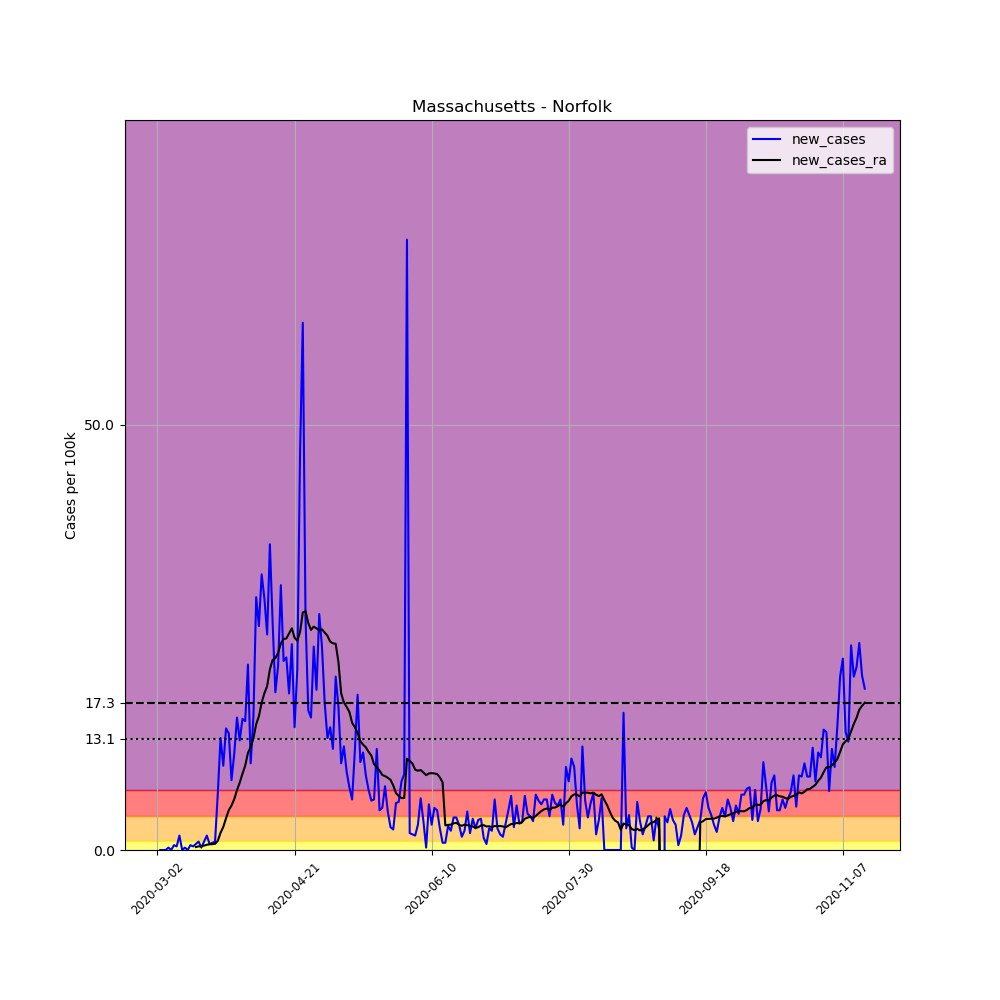 Massachusetts - Norfolk
new_cases
new_cases_ra
Cases per 100k
50.0
17.3
13.1
0.0
2020-03-02
2020-04-21
2020-06-10
2020-07-30
2020-09-18
2020-11-07